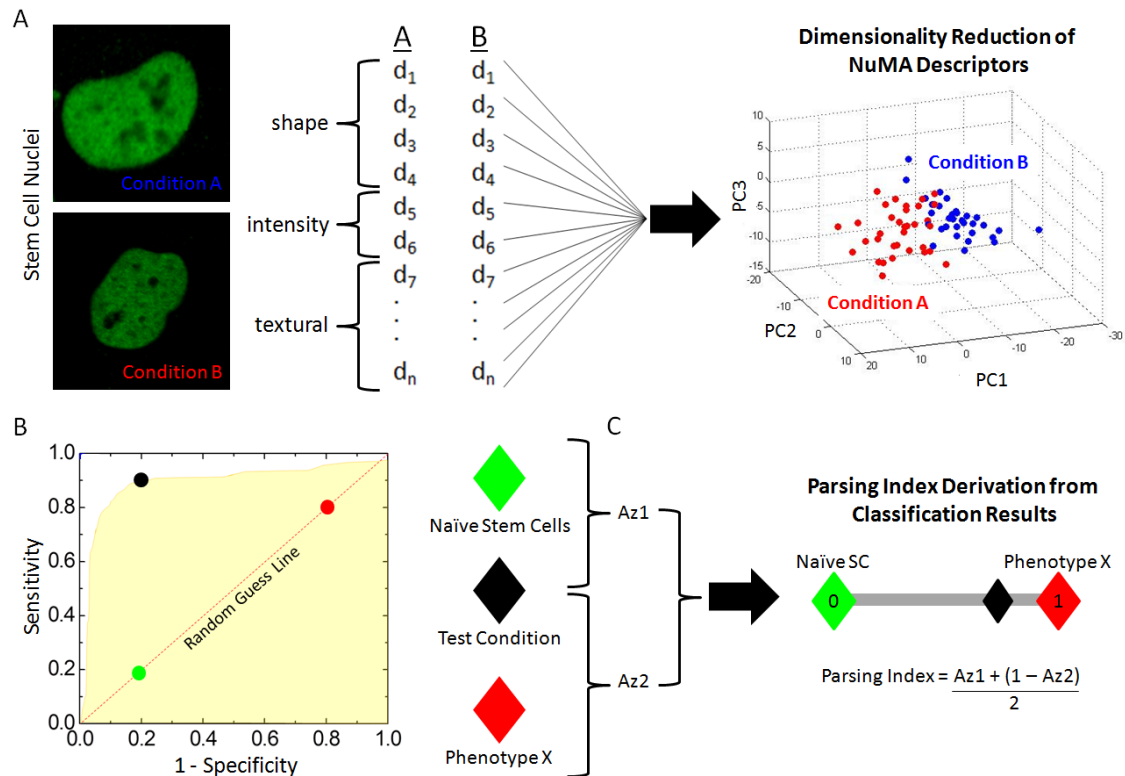 A
Stem Cell Nuclei
Condition A
Condition B
shape
intensity
textural
A
d1
d2
d3
d4
d5
d6
d7
.
.
.
dn
B
d1
d2
d3
d4
d5
d6
d7
.
.
.
dn
Dimensionality Reduction of
NuMA Descriptors
Condition B
Condition A
PC3
10
5
0
-5
-10
-15
PC2
-20
-10
0
10
PC1
20
10
0
-10
-20
-30
B
Sensitivity
1.0
0.8
0.6
0.4
0.2
0.0
Random Guess Line
0.0
0.2
0.4
0.6
0.8
1.0
1 - Specificity
Naïve Stem Cells
Test Condition
Phenotype X
Az1
Az2
C
Parsing Index Derivation from
Classification Results
Naïve SC
Phenotype X
0
1
Parsing Index = Az1 + (1 – Az2)
2